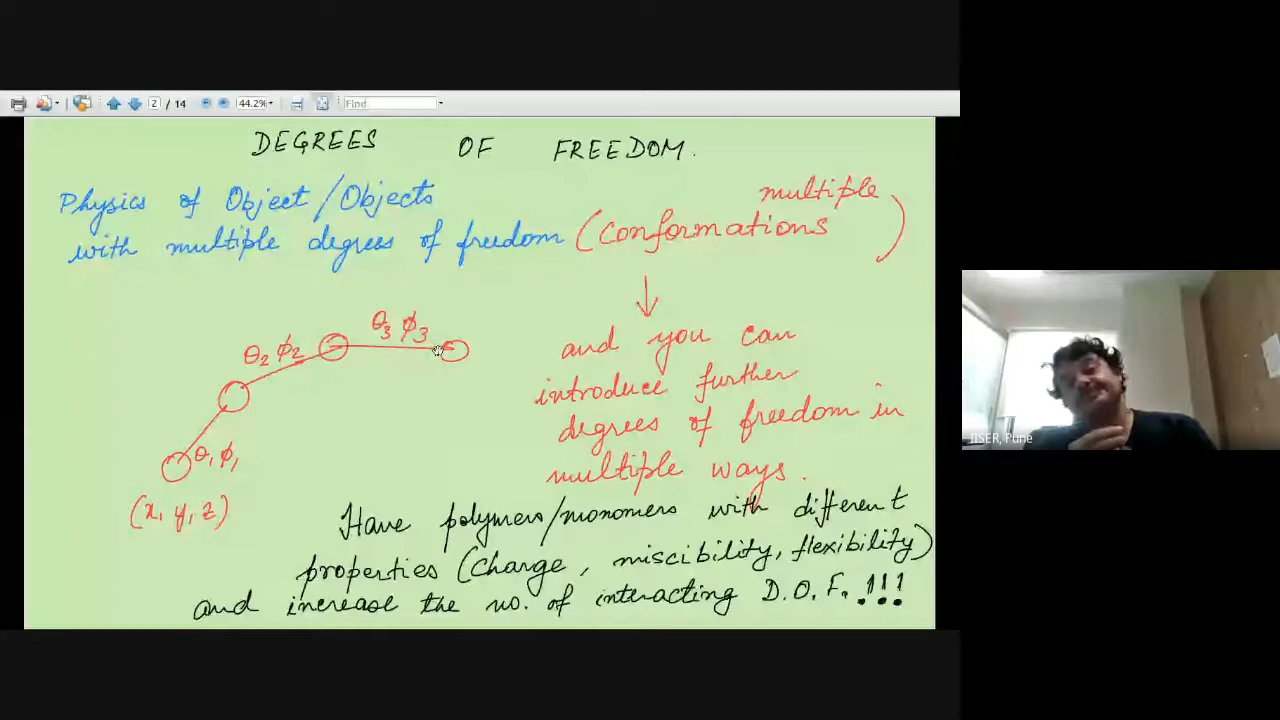 2 / 14
44.2%
Find
DEGREES OF FREEDOM.
Physics of Object/Objects
with multiple degrees of freedom (conformations)
multiple
↓
and you can
introduce further
degrees of freedom in
multiple ways.
θ₃ ϕ₃
θ₂ ϕ₂
θ₁ ϕ₁
(x, y, z)
Have polymers/monomers with different
properties (charge, miscibility, flexibility)
and increase the no. of interacting D.O.F. !!!
IISER, Pune